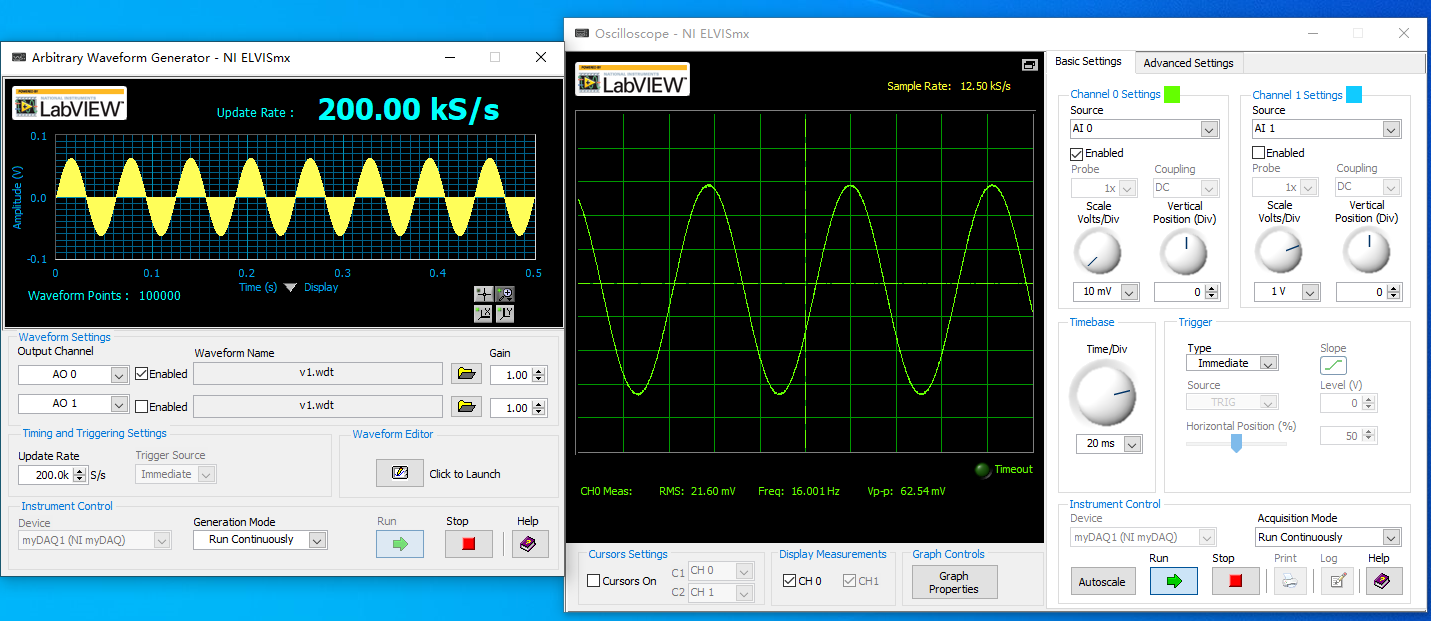 Arbitrary Waveform Generator - NI ELVISmx
POWERED BY
NATIONAL INSTRUMENTS
LabVIEW™
Update Rate : 200.00 kS/s
0.1
0.0
-0.1
Amplitude (V)
0 0.1 0.2 0.3 0.4 0.5
Time (s) Display
Waveform Points : 100000
Waveform Settings
Output Channel Waveform Name Gain
AO 0 Enabled v1.wdt 1.00
AO 1 Enabled v1.wdt 1.00
Timing and Triggering Settings
Update Rate Trigger Source
200.0k S/s Immediate
Waveform Editor
Click to Launch
Instrument Control
Device Generation Mode Run Stop Help
myDAQ1 (NI myDAQ) Run Continuously
Oscilloscope - NI ELVISmx
POWERED BY
NATIONAL INSTRUMENTS
LabVIEW™
Sample Rate: 12.50 kS/s
Timeout
CH0 Meas: RMS: 21.60 mV Freq: 16.001 Hz Vp-p: 62.54 mV
Cursors Settings
Cursors On C1 CH 0
C2 CH 1
Display Measurements
CH 0 CH1
Graph Controls
Graph
Properties
Basic Settings Advanced Settings
Channel 0 Settings
Source
AI 0
Enabled
Probe Coupling
1x DC
Scale Vertical
Volts/Div Position (Div)
10 mV 0
Channel 1 Settings
Source
AI 1
Enabled
Probe Coupling
1x DC
Scale Vertical
Volts/Div Position (Div)
1 V 0
Timebase
Time/Div
20 ms
Trigger
Type Slope
Immediate
Source Level (V)
TRIG 0
Horizontal Position (%)
50
Instrument Control
Device Acquisition Mode
myDAQ1 (NI myDAQ) Run Continuously
Run Stop Print Log Help
Autoscale